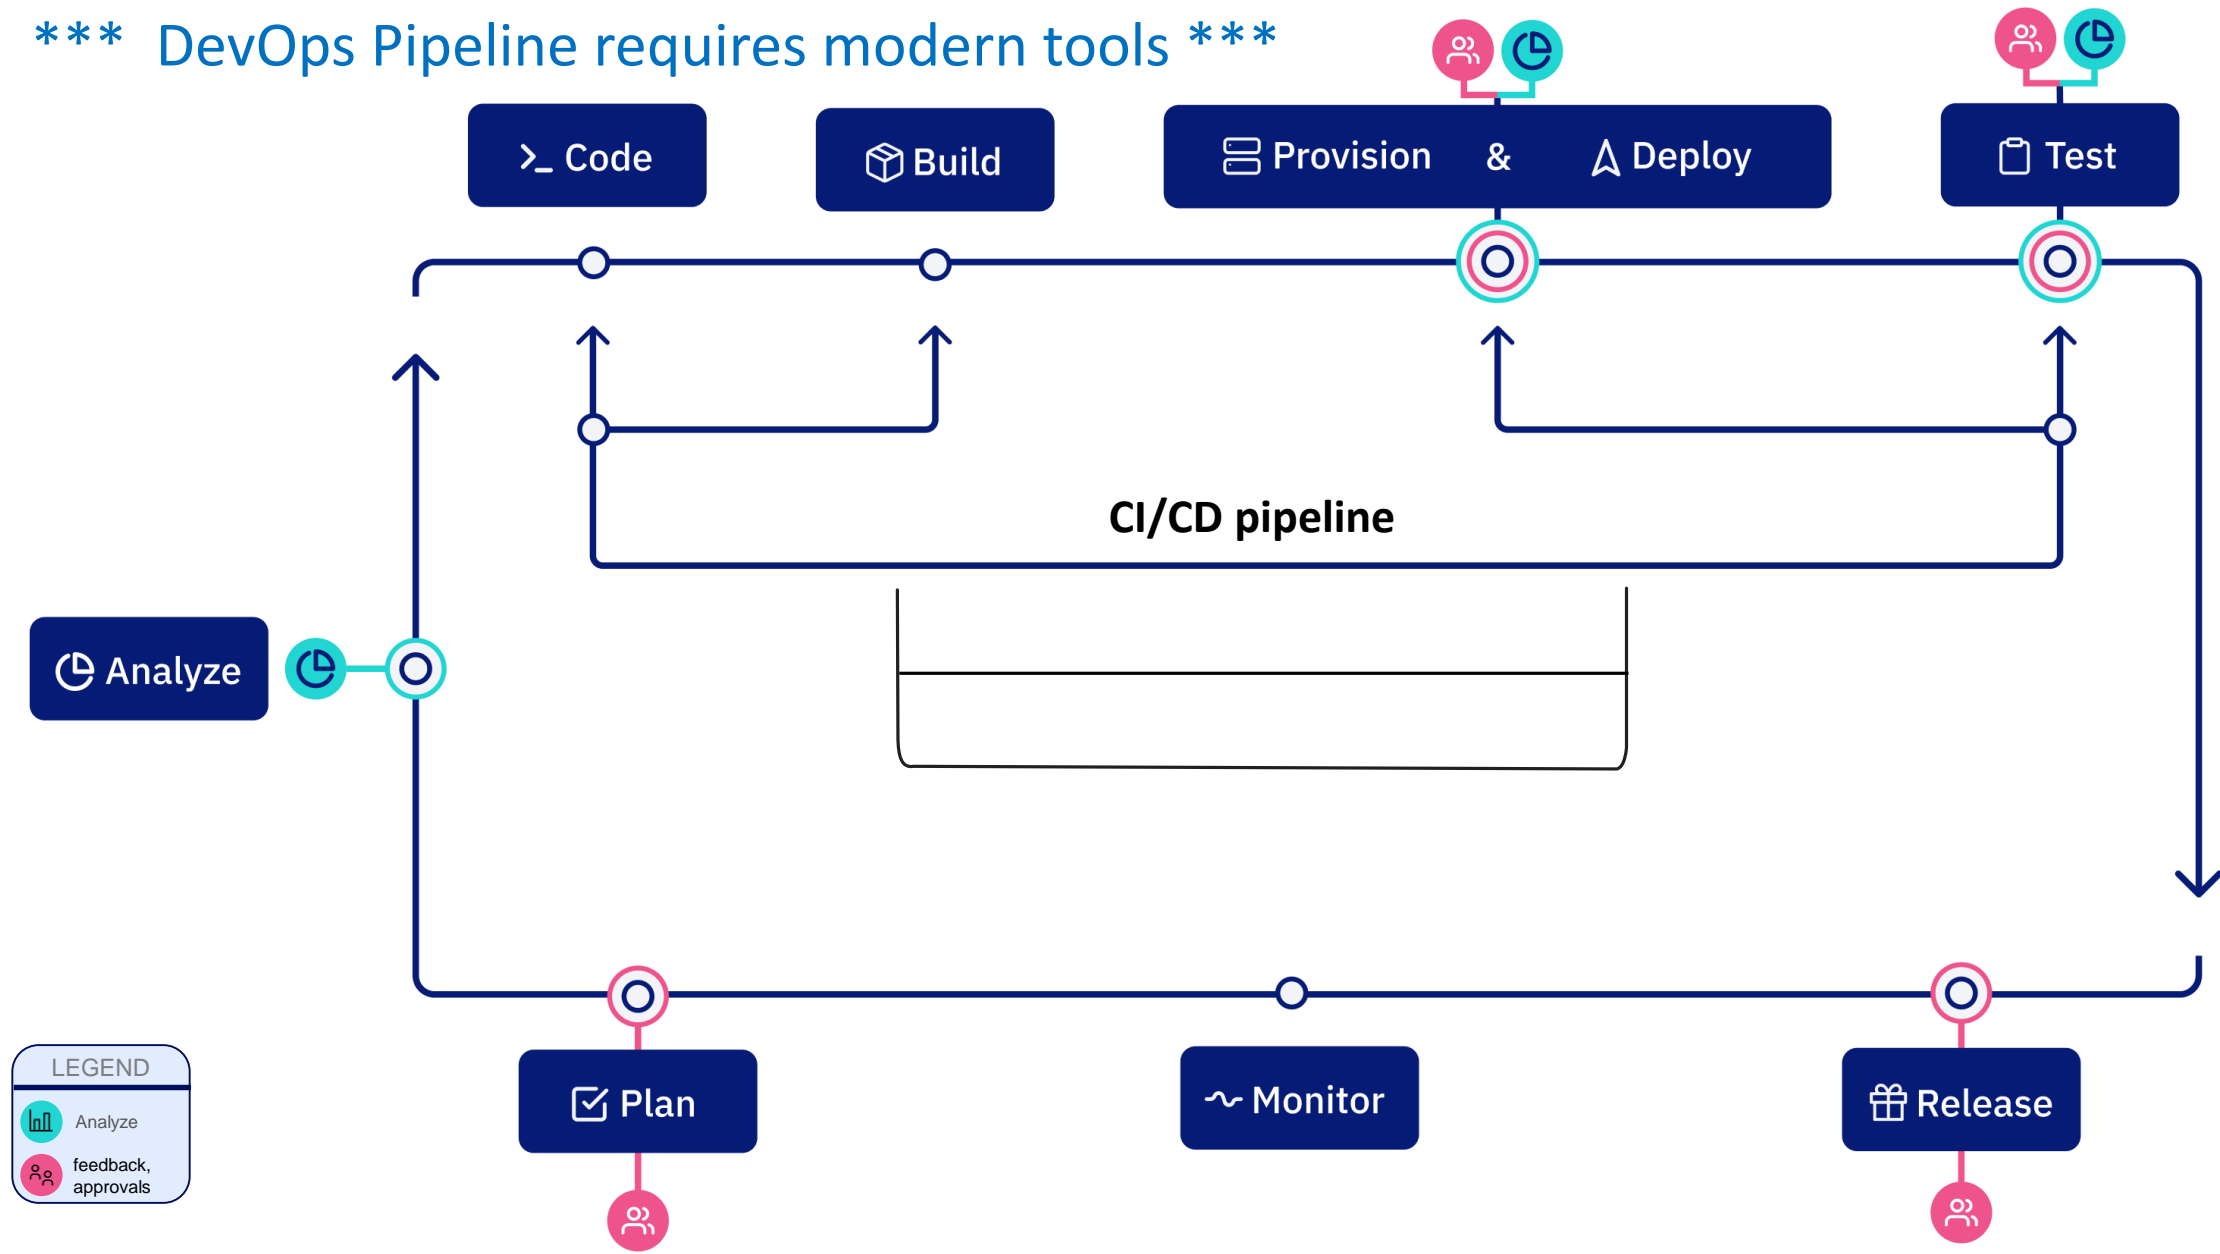 *** DevOps Pipeline requires modern tools ***
Code
Build
Provision & Deploy
Test
CI/CD pipeline
Analyze
Plan
Monitor
Release
LEGEND
Analyze
feedback,
approvals